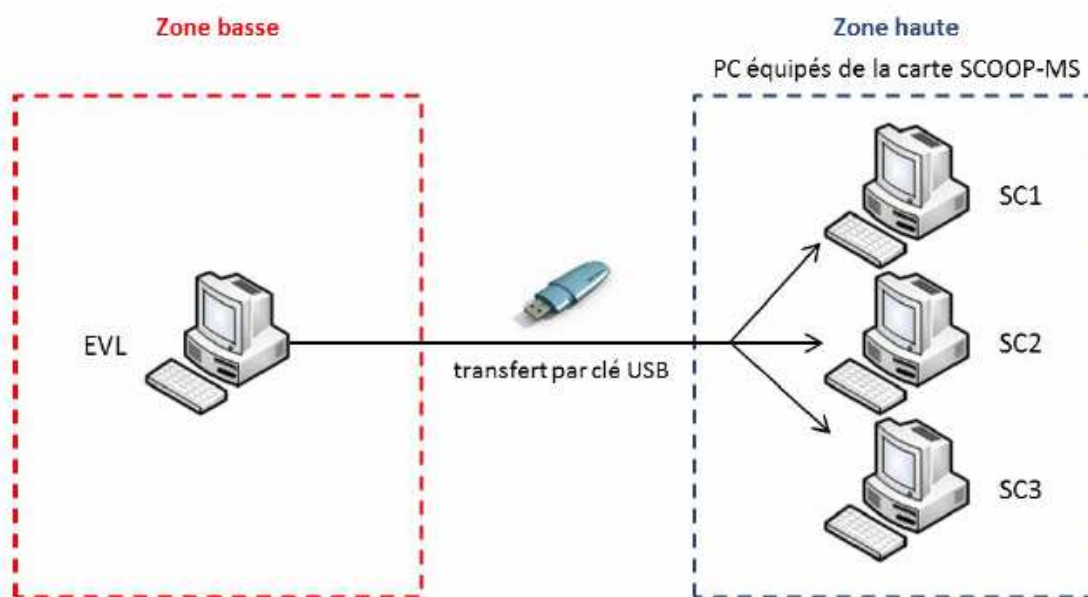 Zone basse
Zone haute
PC équipés de la carte SCOOP-MS
SC1
EVL
transfert par clé USB
SC2
SC3